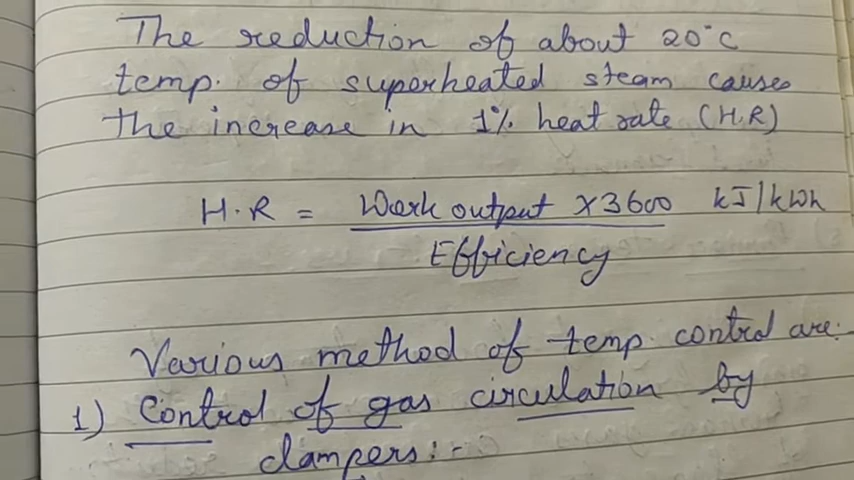 The reduction of about 20°c
temp. of superheated steam causes
the increase in 1% heat rate (H.R)
H.R = Work output x3600 kJ/kWh
Efficiency
Various method of temp. control are:
1) Control of gas circulation by
dampers:-